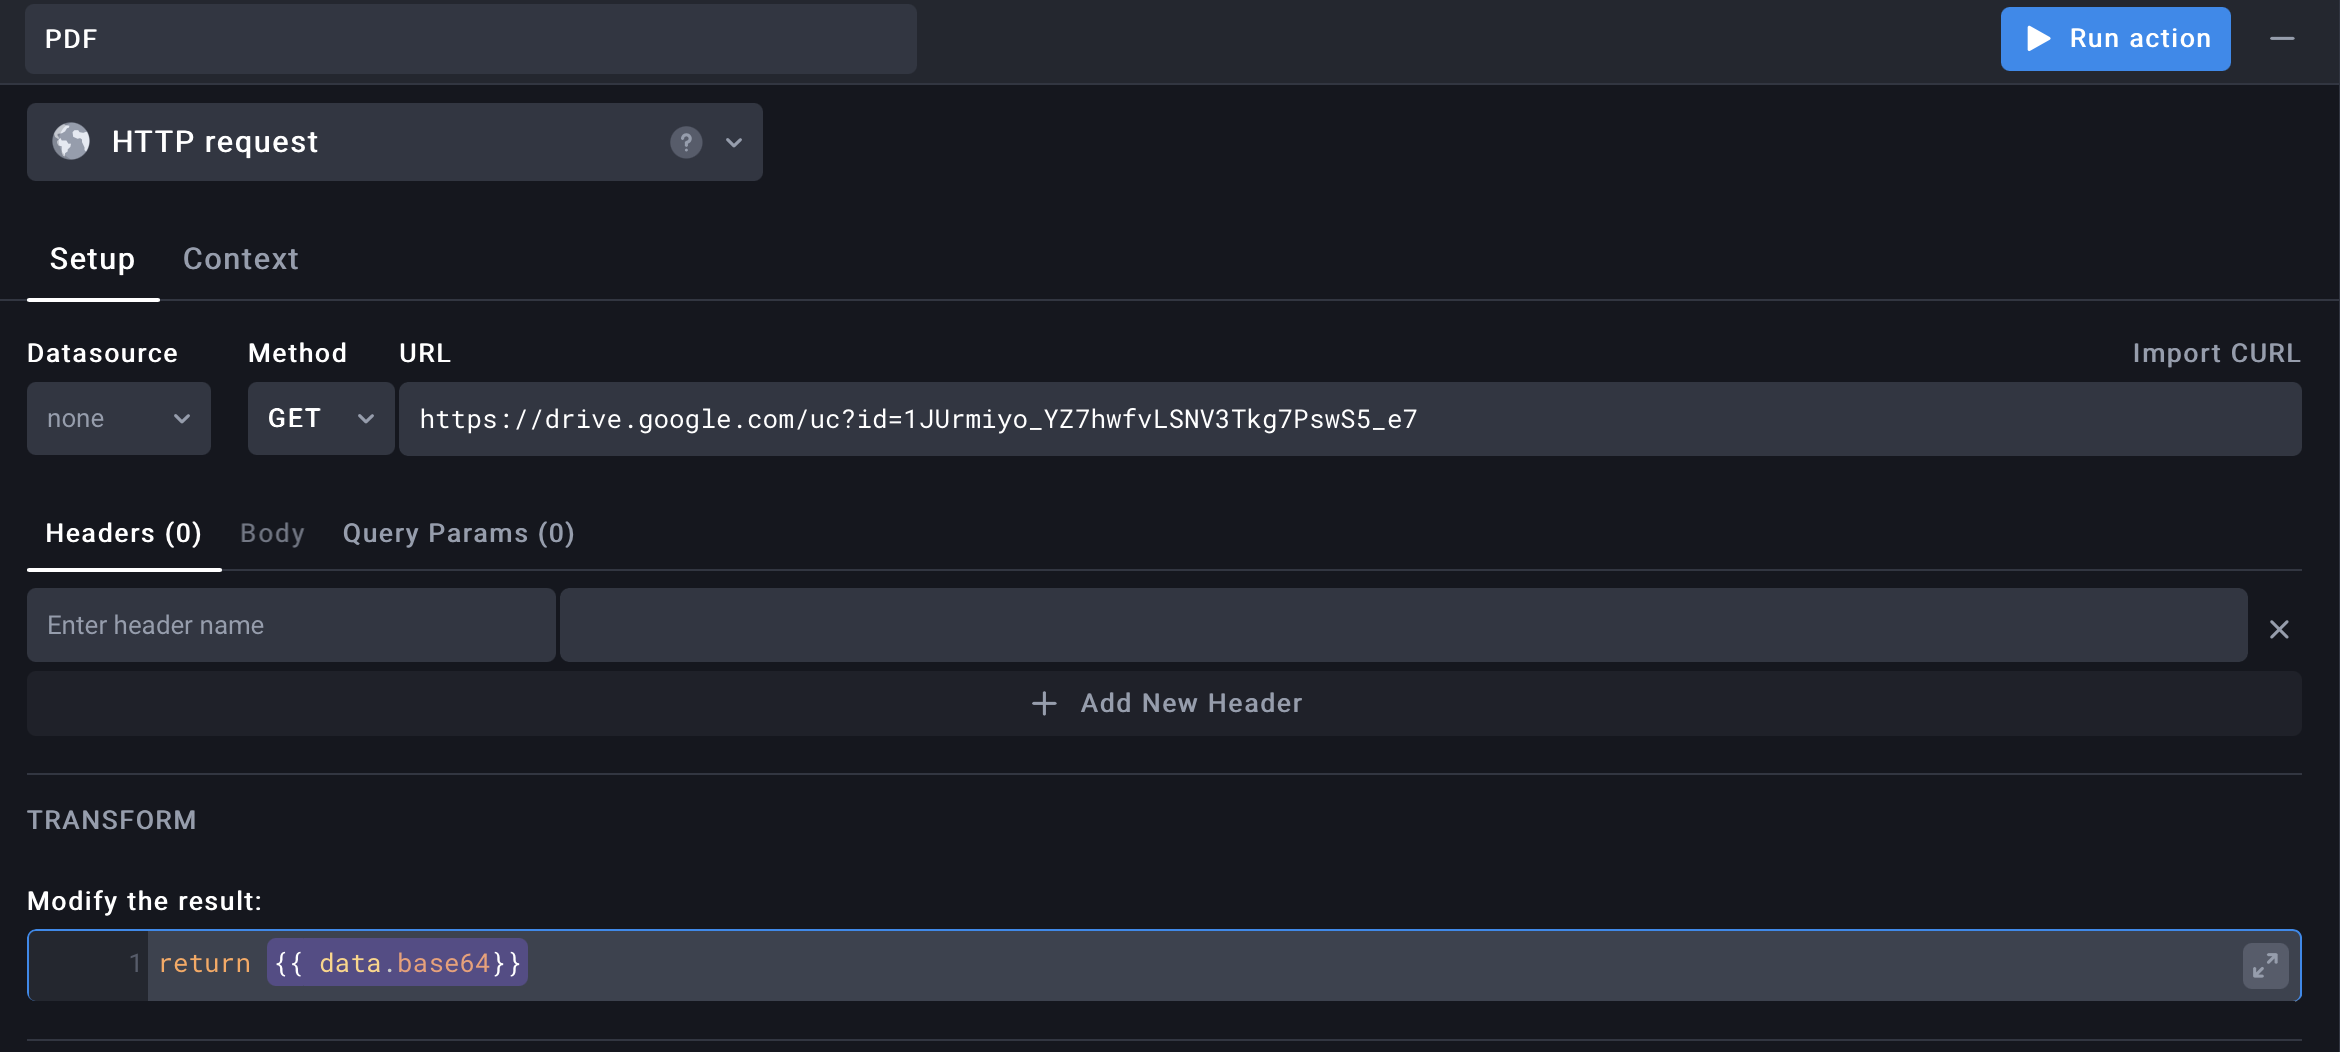 PDF
Run action
HTTP request
?
Setup Context
Datasource Method URL Import CURL
none GET https://drive.google.com/uc?id=1JUrmiyo_YZ7hwfvLSNV3Tkg7PswS5_e7
Headers (0) Body Query Params (0)
Enter header name
Add New Header
TRANSFORM
Modify the result:
1 return {{ data.base64}}